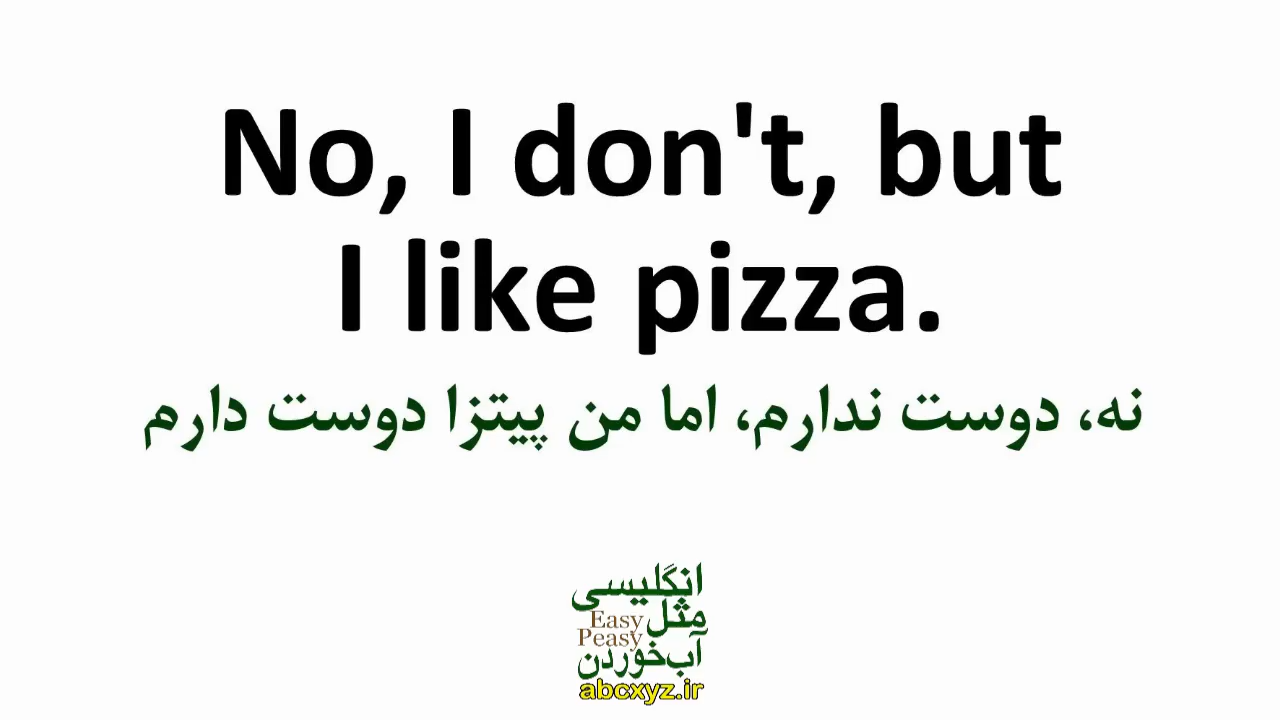 No, I don't, but
I like pizza.
نه، دوست ندارم، اما من پیتزا دوست دارم
انگلیسی
مثل
Easy
Peasy
آب‌خوردن
abcxyz.ir